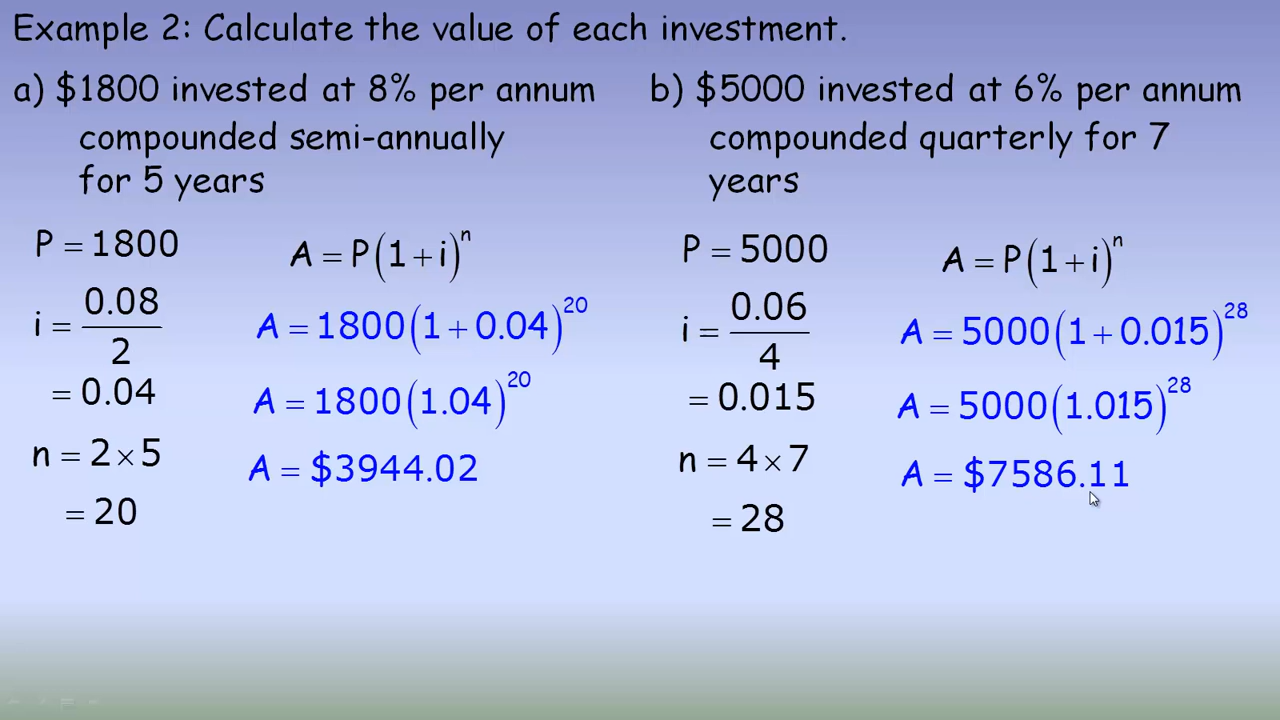 Example 2: Calculate the value of each investment.
a) $1800 invested at 8% per annum
compounded semi-annually
for 5 years
P = 1800
A = P(1 + i)^n
i = 0.08/2
A = 1800(1 + 0.04)^20
= 0.04
A = 1800(1.04)^20
n = 2 × 5
A = $3944.02
= 20
b) $5000 invested at 6% per annum
compounded quarterly for 7
years
P = 5000
A = P(1 + i)^n
i = 0.06/4
A = 5000(1 + 0.015)^28
= 0.015
A = 5000(1.015)^28
n = 4 × 7
A = $7586.11
= 28